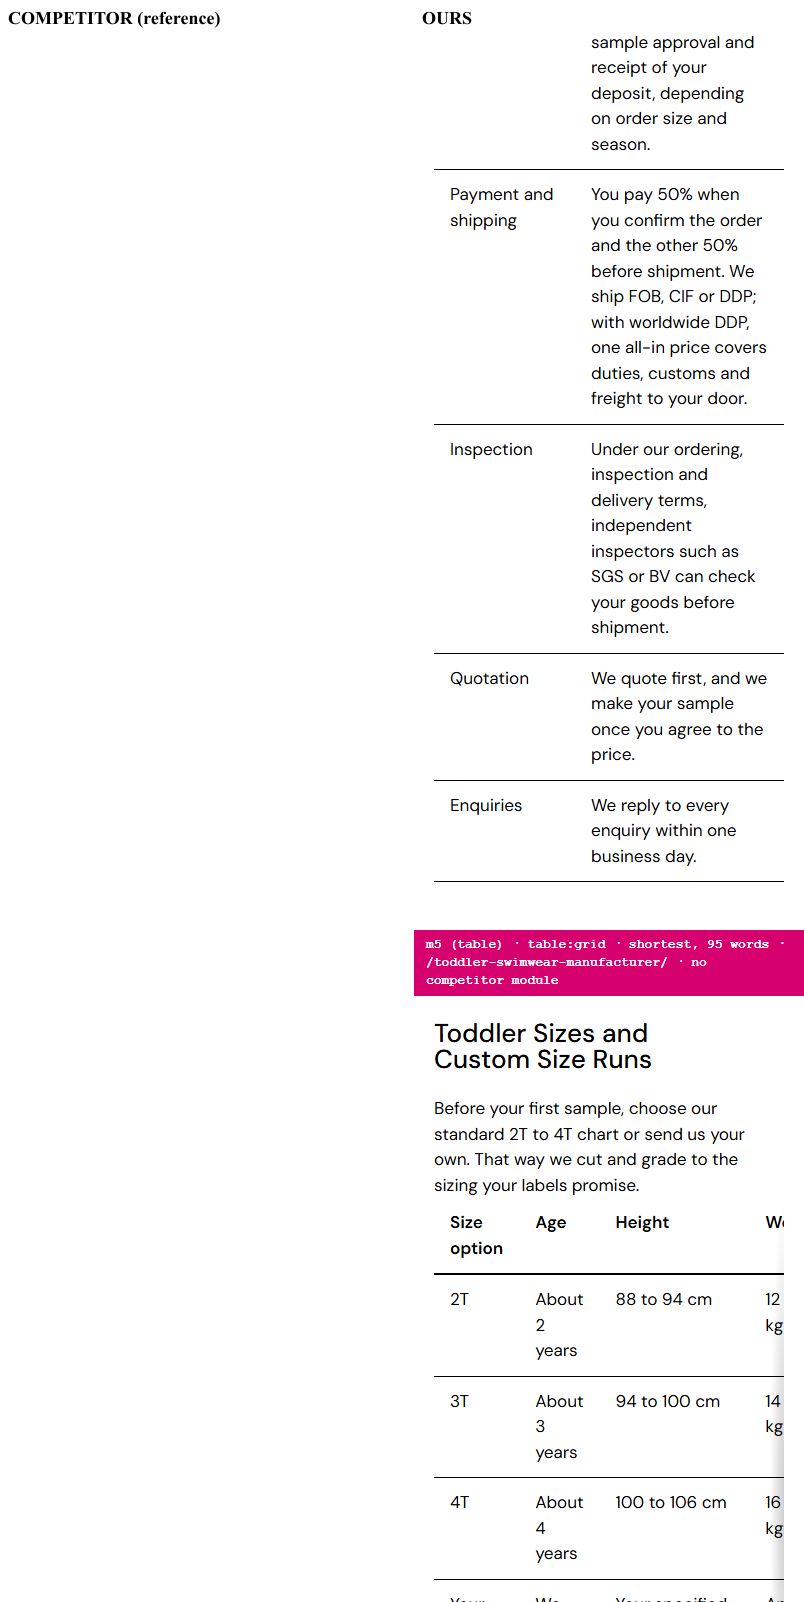 COMPETITOR (reference)
OURS
sample approval and
receipt of your
deposit, depending
on order size and
season.
Payment and
shipping
You pay 50% when
you confirm the order
and the other 50%
before shipment. We
ship FOB, CIF or DDP;
with worldwide DDP,
one all-in price covers
duties, customs and
freight to your door.
Inspection
Under our ordering,
inspection and
delivery terms,
independent
inspectors such as
SGS or BV can check
your goods before
shipment.
Quotation
We quote first, and we
make your sample
once you agree to the
price.
Enquiries
We reply to every
enquiry within one
business day.
m5 (table) · table:grid · shortest, 95 words ·
/toddler-swimwear-manufacturer/ · no
competitor module
Toddler Sizes and
Custom Size Runs
Before your first sample, choose our
standard 2T to 4T chart or send us your
own. That way we cut and grade to the
sizing your labels promise.
Size
option
Age
Height
2T
About
2
years
88 to 94 cm
12
kg
3T
About
3
years
94 to 100 cm
14
kg
4T
About
4
years
100 to 106 cm
16
kg